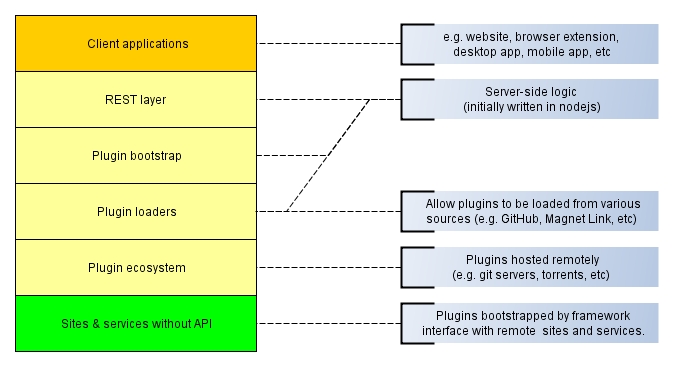 Client applications
e.g. website, browser extension,
desktop app, mobile app, etc
REST layer
Server-side logic
(initially written in nodejs)
Plugin bootstrap
Plugin loaders
Allow plugins to be loaded from various
sources (e.g. GitHub, Magnet Link, etc)
Plugin ecosystem
Plugins hosted remotely
(e.g. git servers, torrents, etc)
Sites & services without API
Plugins bootstrapped by framework
interface with remote sites and services.